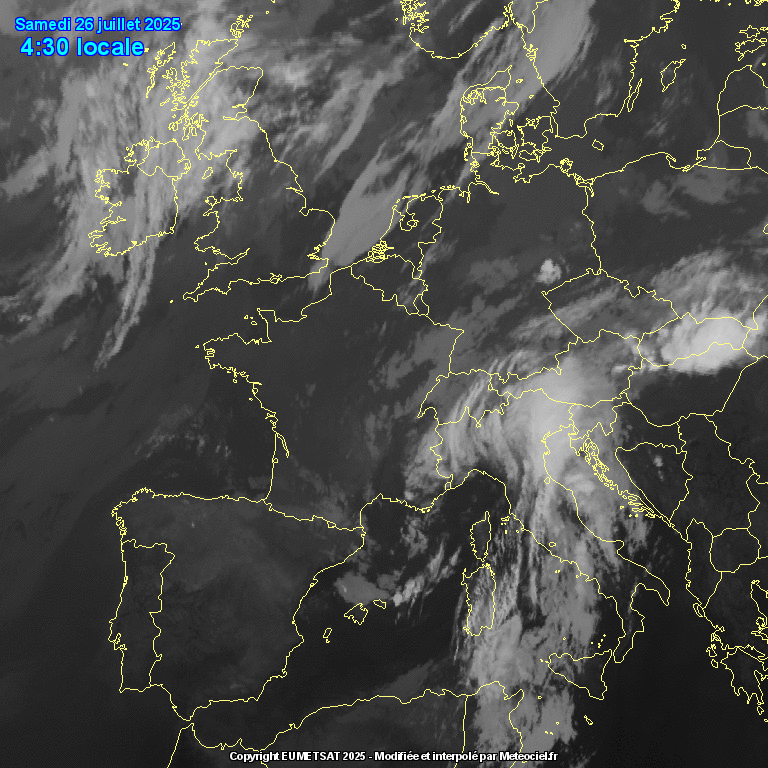 Samedi 26 juillet 2025
4:30 locale
Copyright EUMETSAT 2025 - Modifiée et interpolé par Meteociel.fr